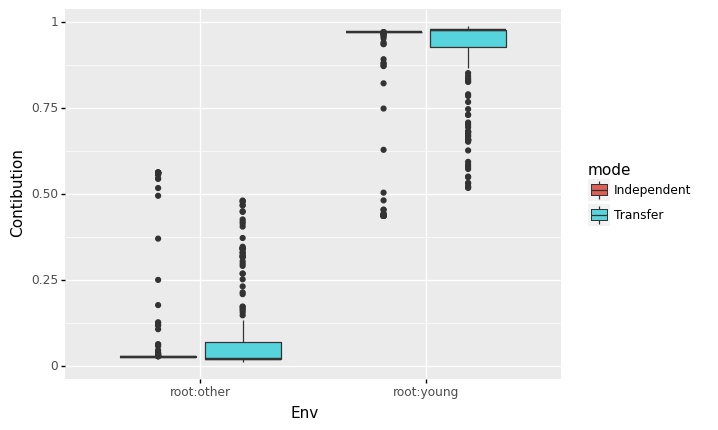 1
0.75
0.50
0.25
0
Contibution
root:other
root:young
Env
mode
Independent
Transfer